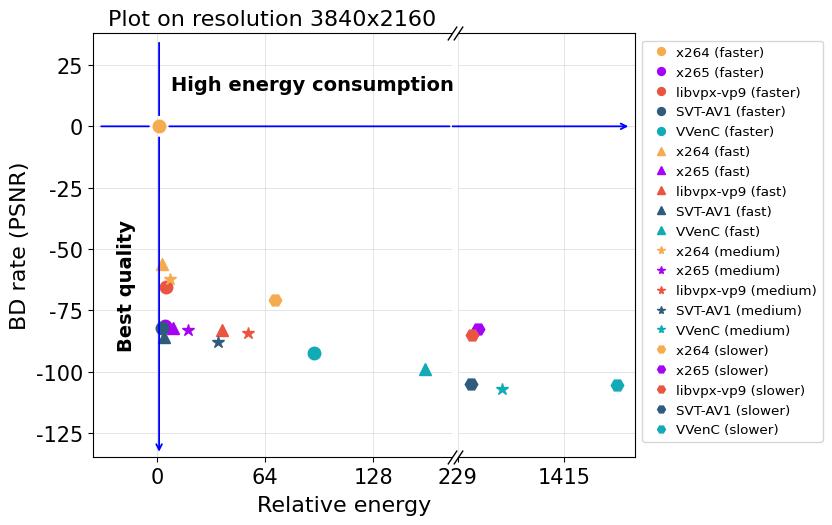 Plot on resolution 3840x2160
BD rate (PSNR)
25
0
-25
-50
-75
-100
-125
High energy consumption
Best quality
0 64 128 229 1415
Relative energy
x264 (faster)
x265 (faster)
libvpx-vp9 (faster)
SVT-AV1 (faster)
VVenC (faster)
x264 (fast)
x265 (fast)
libvpx-vp9 (fast)
SVT-AV1 (fast)
VVenC (fast)
x264 (medium)
x265 (medium)
libvpx-vp9 (medium)
SVT-AV1 (medium)
VVenC (medium)
x264 (slower)
x265 (slower)
libvpx-vp9 (slower)
SVT-AV1 (slower)
VVenC (slower)